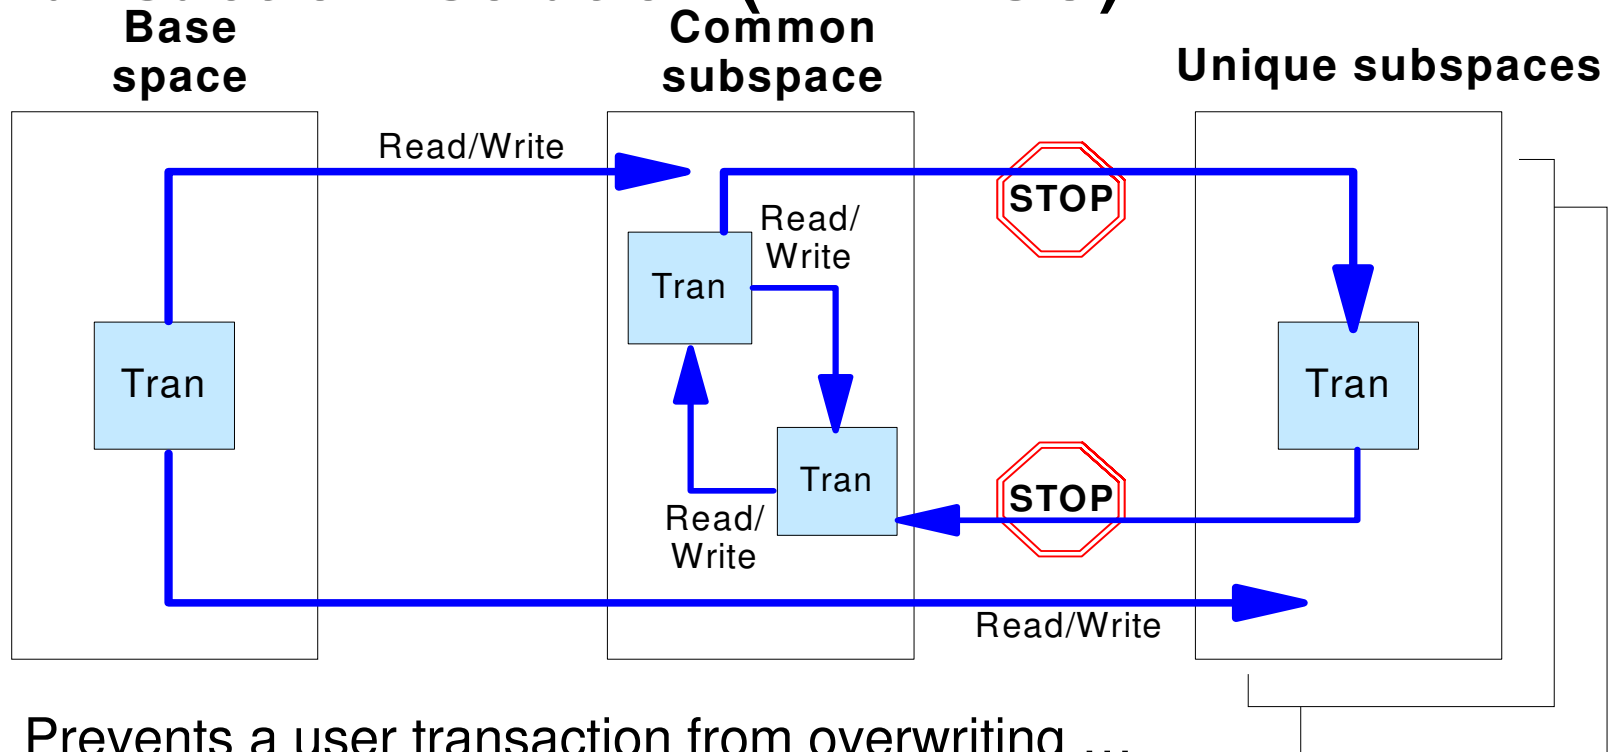 Base
space
Common
subspace
Unique subspaces
Read/Write
STOP
Read/
Write
Tran
Tran
Tran
Tran
STOP
Read/
Write
Read/Write
Prevents a user transaction from overwriting ...